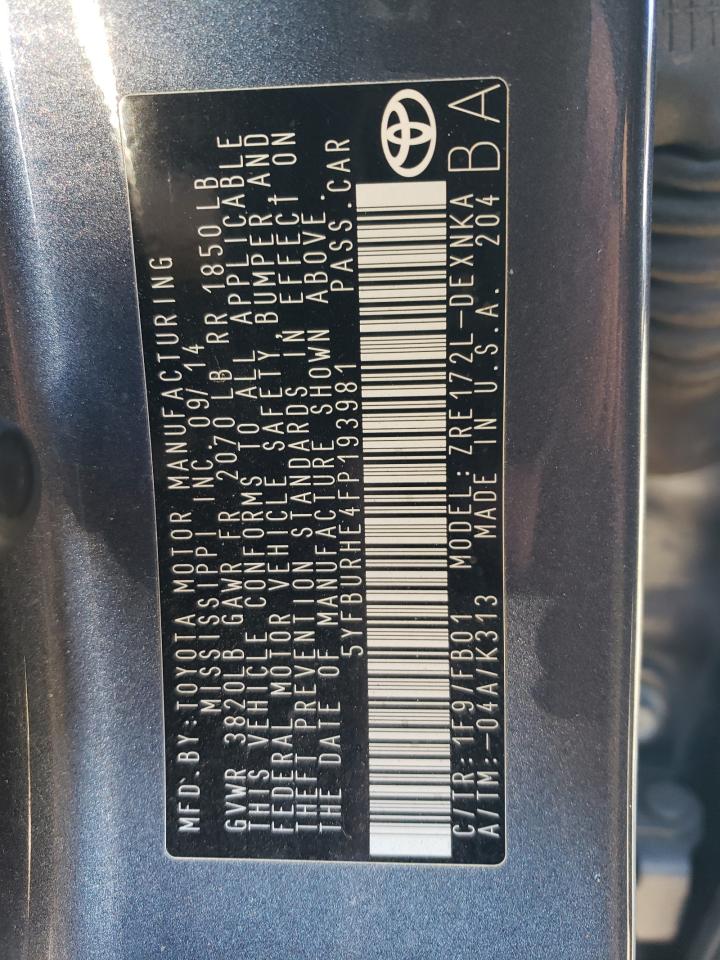 MFD.BY:TOYOTA MOTOR MANUFACTURING
MISSISSIPPI INC 09/14
GVWR 3820LB GAWR FR 2070 LB RR 1850 LB
THIS VEHICLE CONFORMS TO ALL APPLICABLE
FEDERAL MOTOR VEHICLE SAFETY, BUMPER, AND
THEFT PREVENTION STANDARDS IN EFFECT ON
THE DATE OF MANUFACTURE SHOWN ABOVE.
5YFBURHE4FP193981 PASS.CAR
C/TR: 1F9/FB01 MODEL: ZRE172L-DEXNKA
A/TM:-04A/K313 MADE IN U.S.A. 204
BA